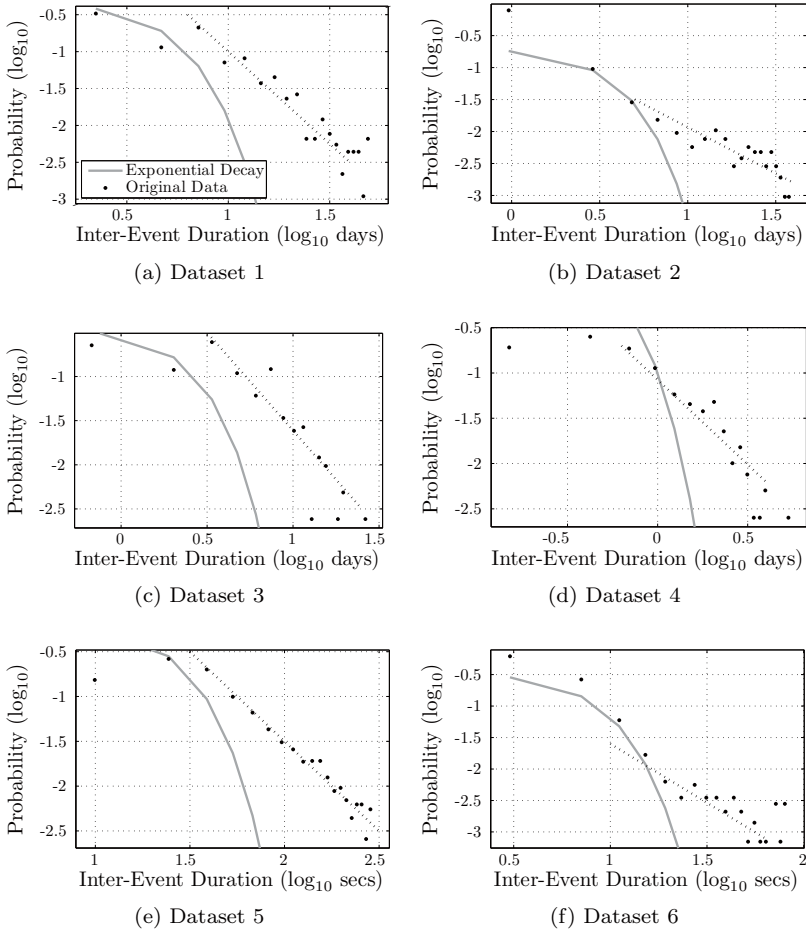 Probability (log10)
-0.5
-1
-1.5
-2
-2.5
-3
Exponential Decay
Original Data
0.5 1 1.5
Inter-Event Duration (log10 days)
(a) Dataset 1
Probability (log10)
0
-0.5
-1
-1.5
-2
-2.5
-3
0 0.5 1 1.5
Inter-Event Duration (log10 days)
(b) Dataset 2
Probability (log10)
-1
-1.5
-2
-2.5
0 0.5 1 1.5
Inter-Event Duration (log10 days)
(c) Dataset 3
Probability (log10)
-0.5
-1
-1.5
-2
-2.5
-0.5 0 0.5
Inter-Event Duration (log10 days)
(d) Dataset 4
Probability (log10)
-0.5
-1
-1.5
-2
-2.5
1 1.5 2 2.5
Inter-Event Duration (log10 secs)
(e) Dataset 5
Probability (log10)
0
-0.5
-1
-1.5
-2
-2.5
-3
0.5 1 1.5 2
Inter-Event Duration (log10 secs)
(f) Dataset 6